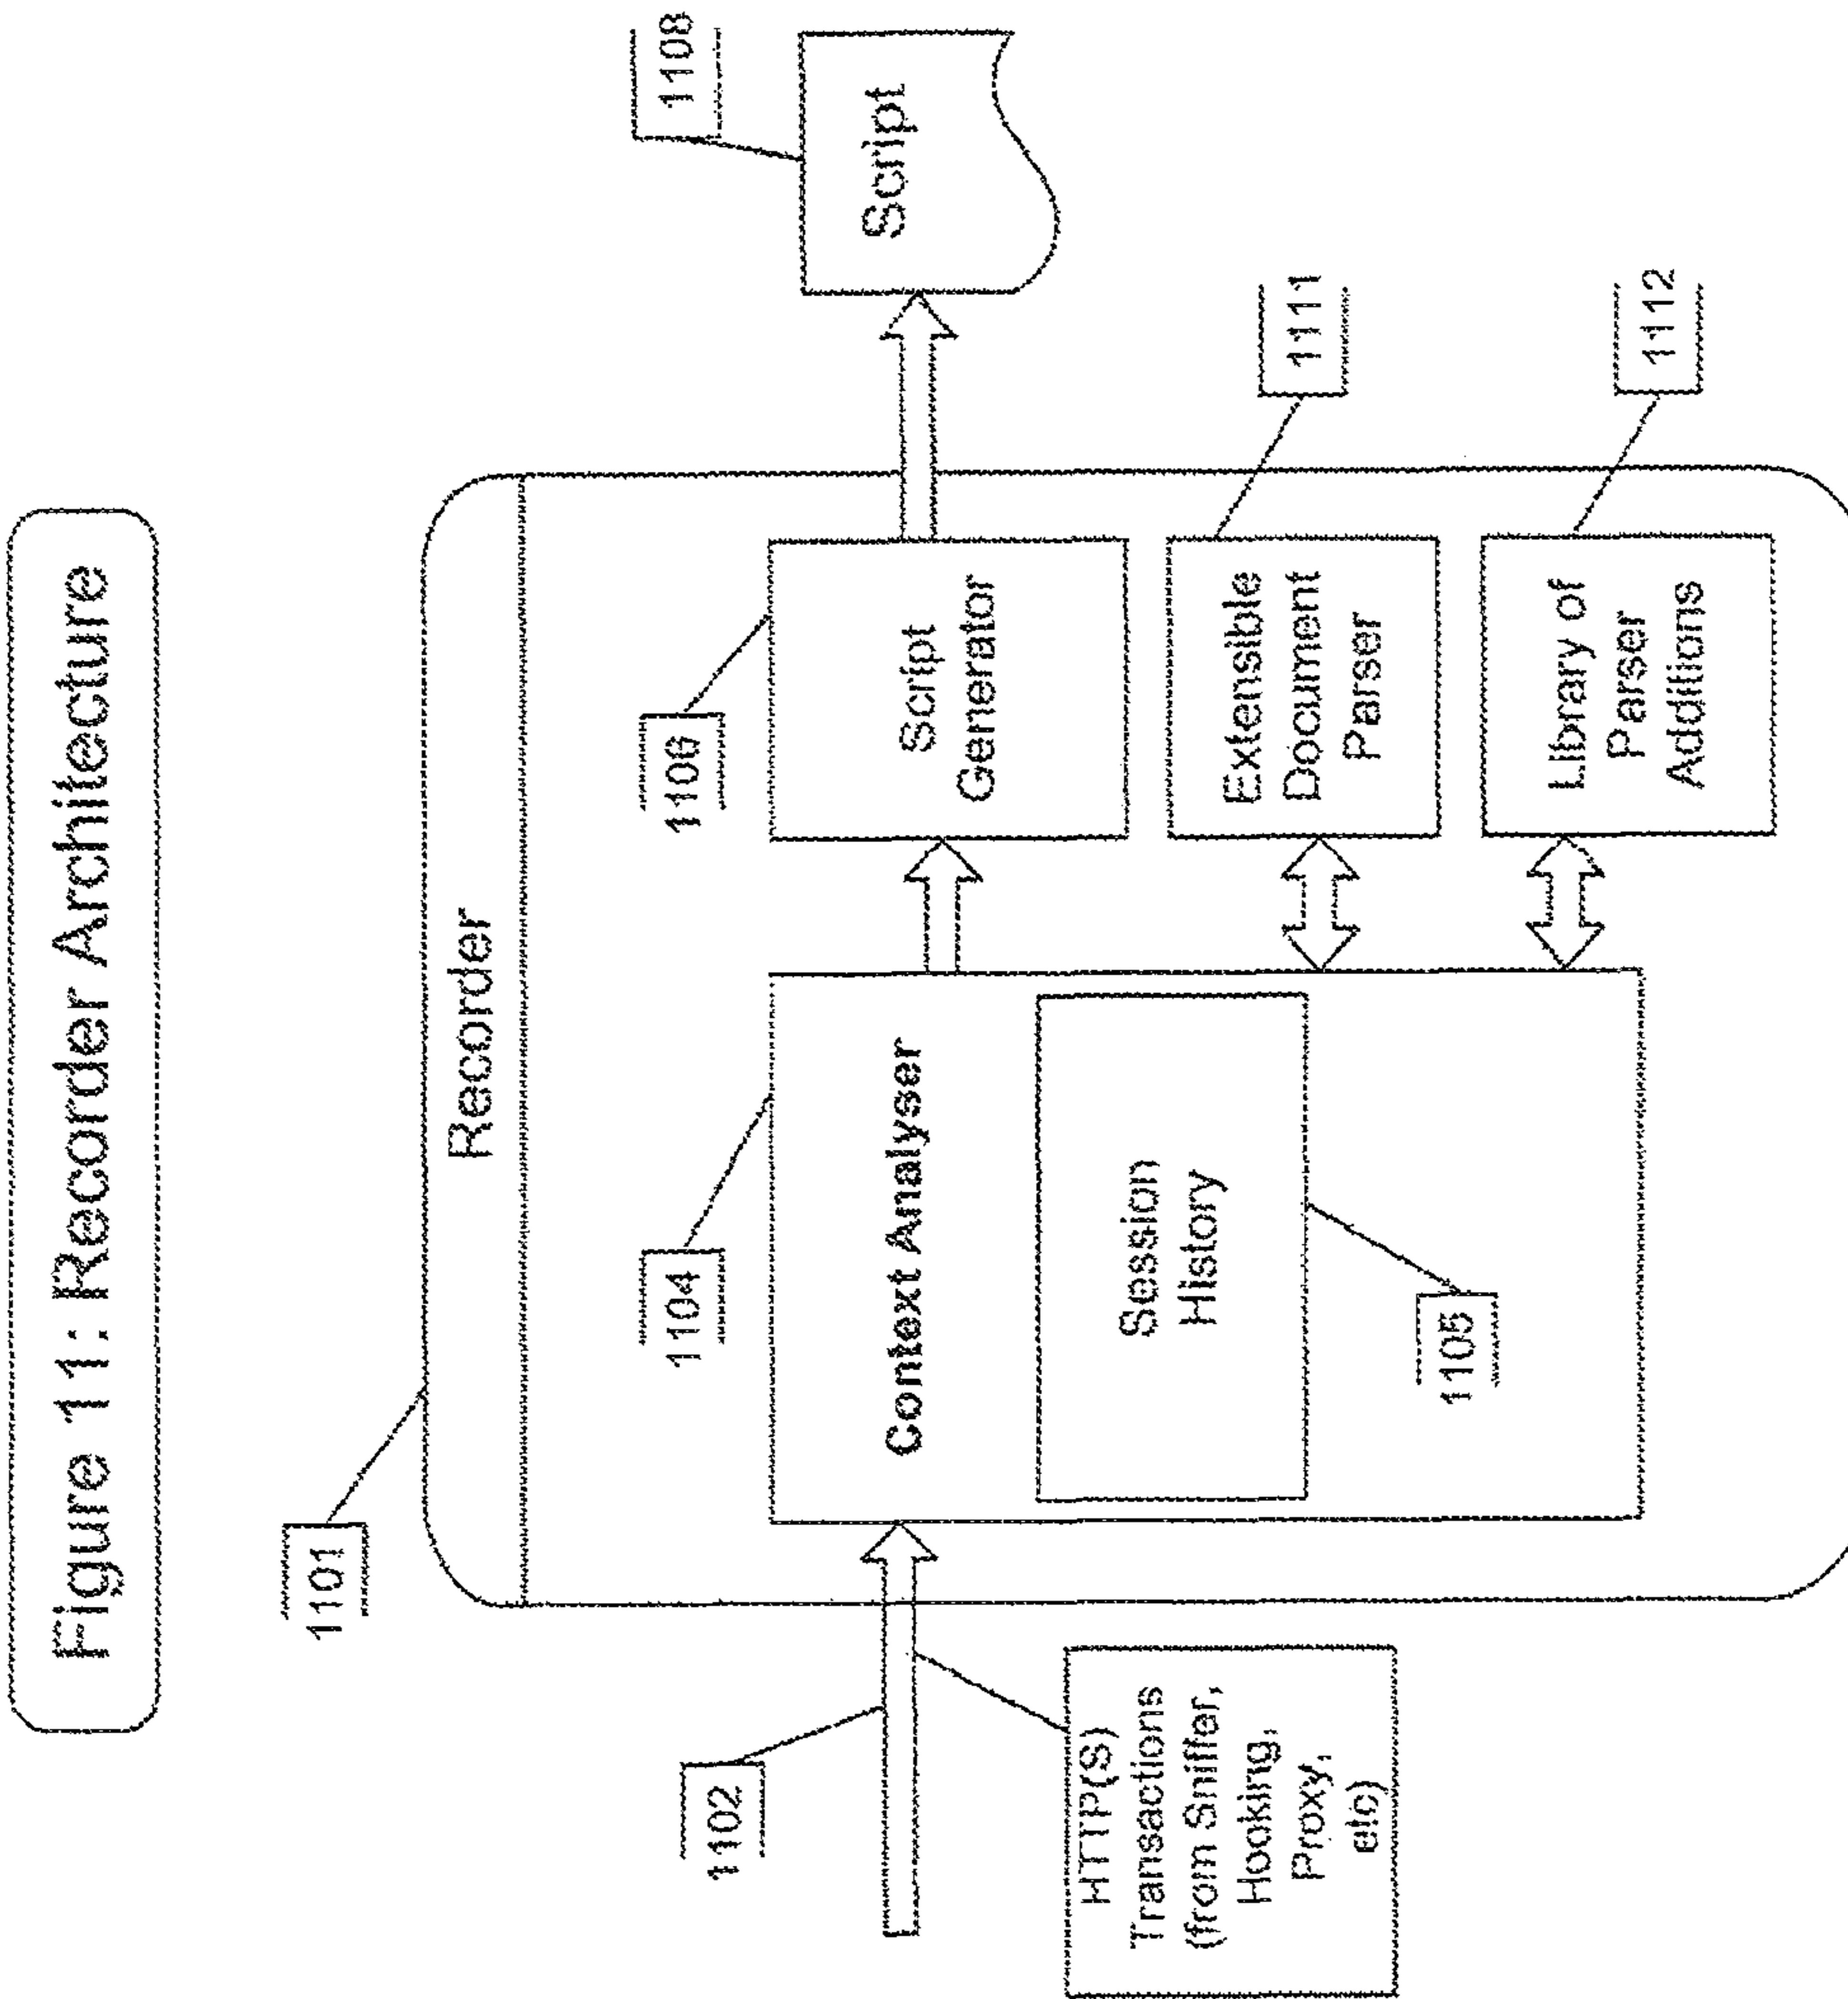 Figure 11: Recorder Architecture
1101
Recorder
1102
HTTP(S)
Transactions
(from Sniffer,
Hooking,
Proxy,
etc)
1104
Context Analyser
Session
History
1105
1106
Script
Generator
1108
Script
Extensible
Document
Parser
1111
Library of
Parser
Additions
1112